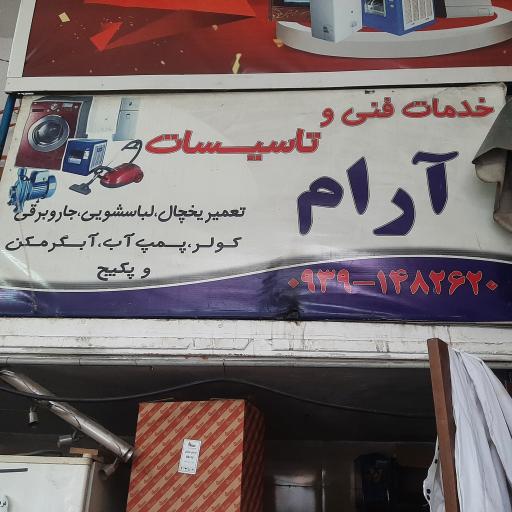 خدمات فنی و
تاسیسات
آرام
تعمیر یخچال،لباسشویی،جاروبرقی
کولر،پمپ آب،آبگرمکن
و پکیج
۰۹۳۹-۱۴۸۲۶۲۰